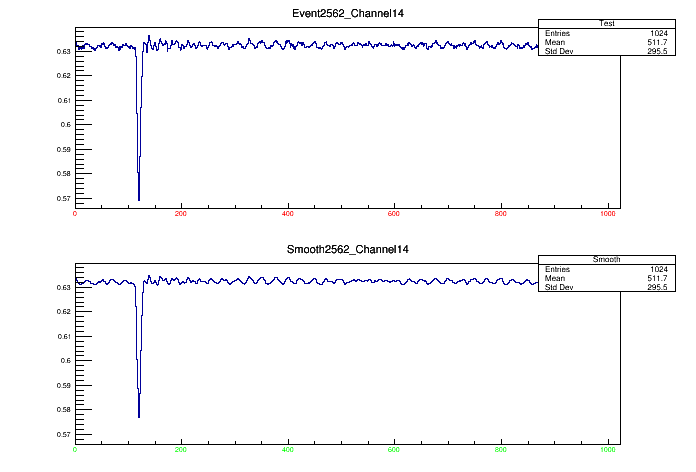 Event2562_Channel14
Test
Entries 1024
Mean 511.7
Std Dev 295.5
0.63
0.62
0.61
0.6
0.59
0.58
0.57
0 200 400 600 800 1000
Smooth2562_Channel14
Smooth
Entries 1024
Mean 511.7
Std Dev 295.5
0.63
0.62
0.61
0.6
0.59
0.58
0.57
0 200 400 600 800 1000